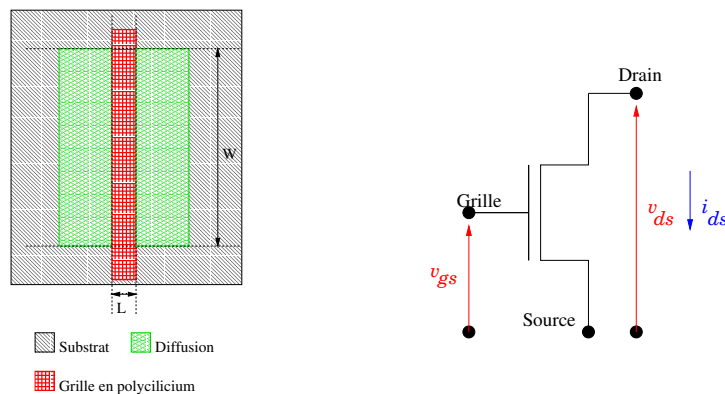 W
L
Substrat
Diffusion
Grille en polycilicium
Drain
Grille
v_ds
i_ds
v_gs
Source